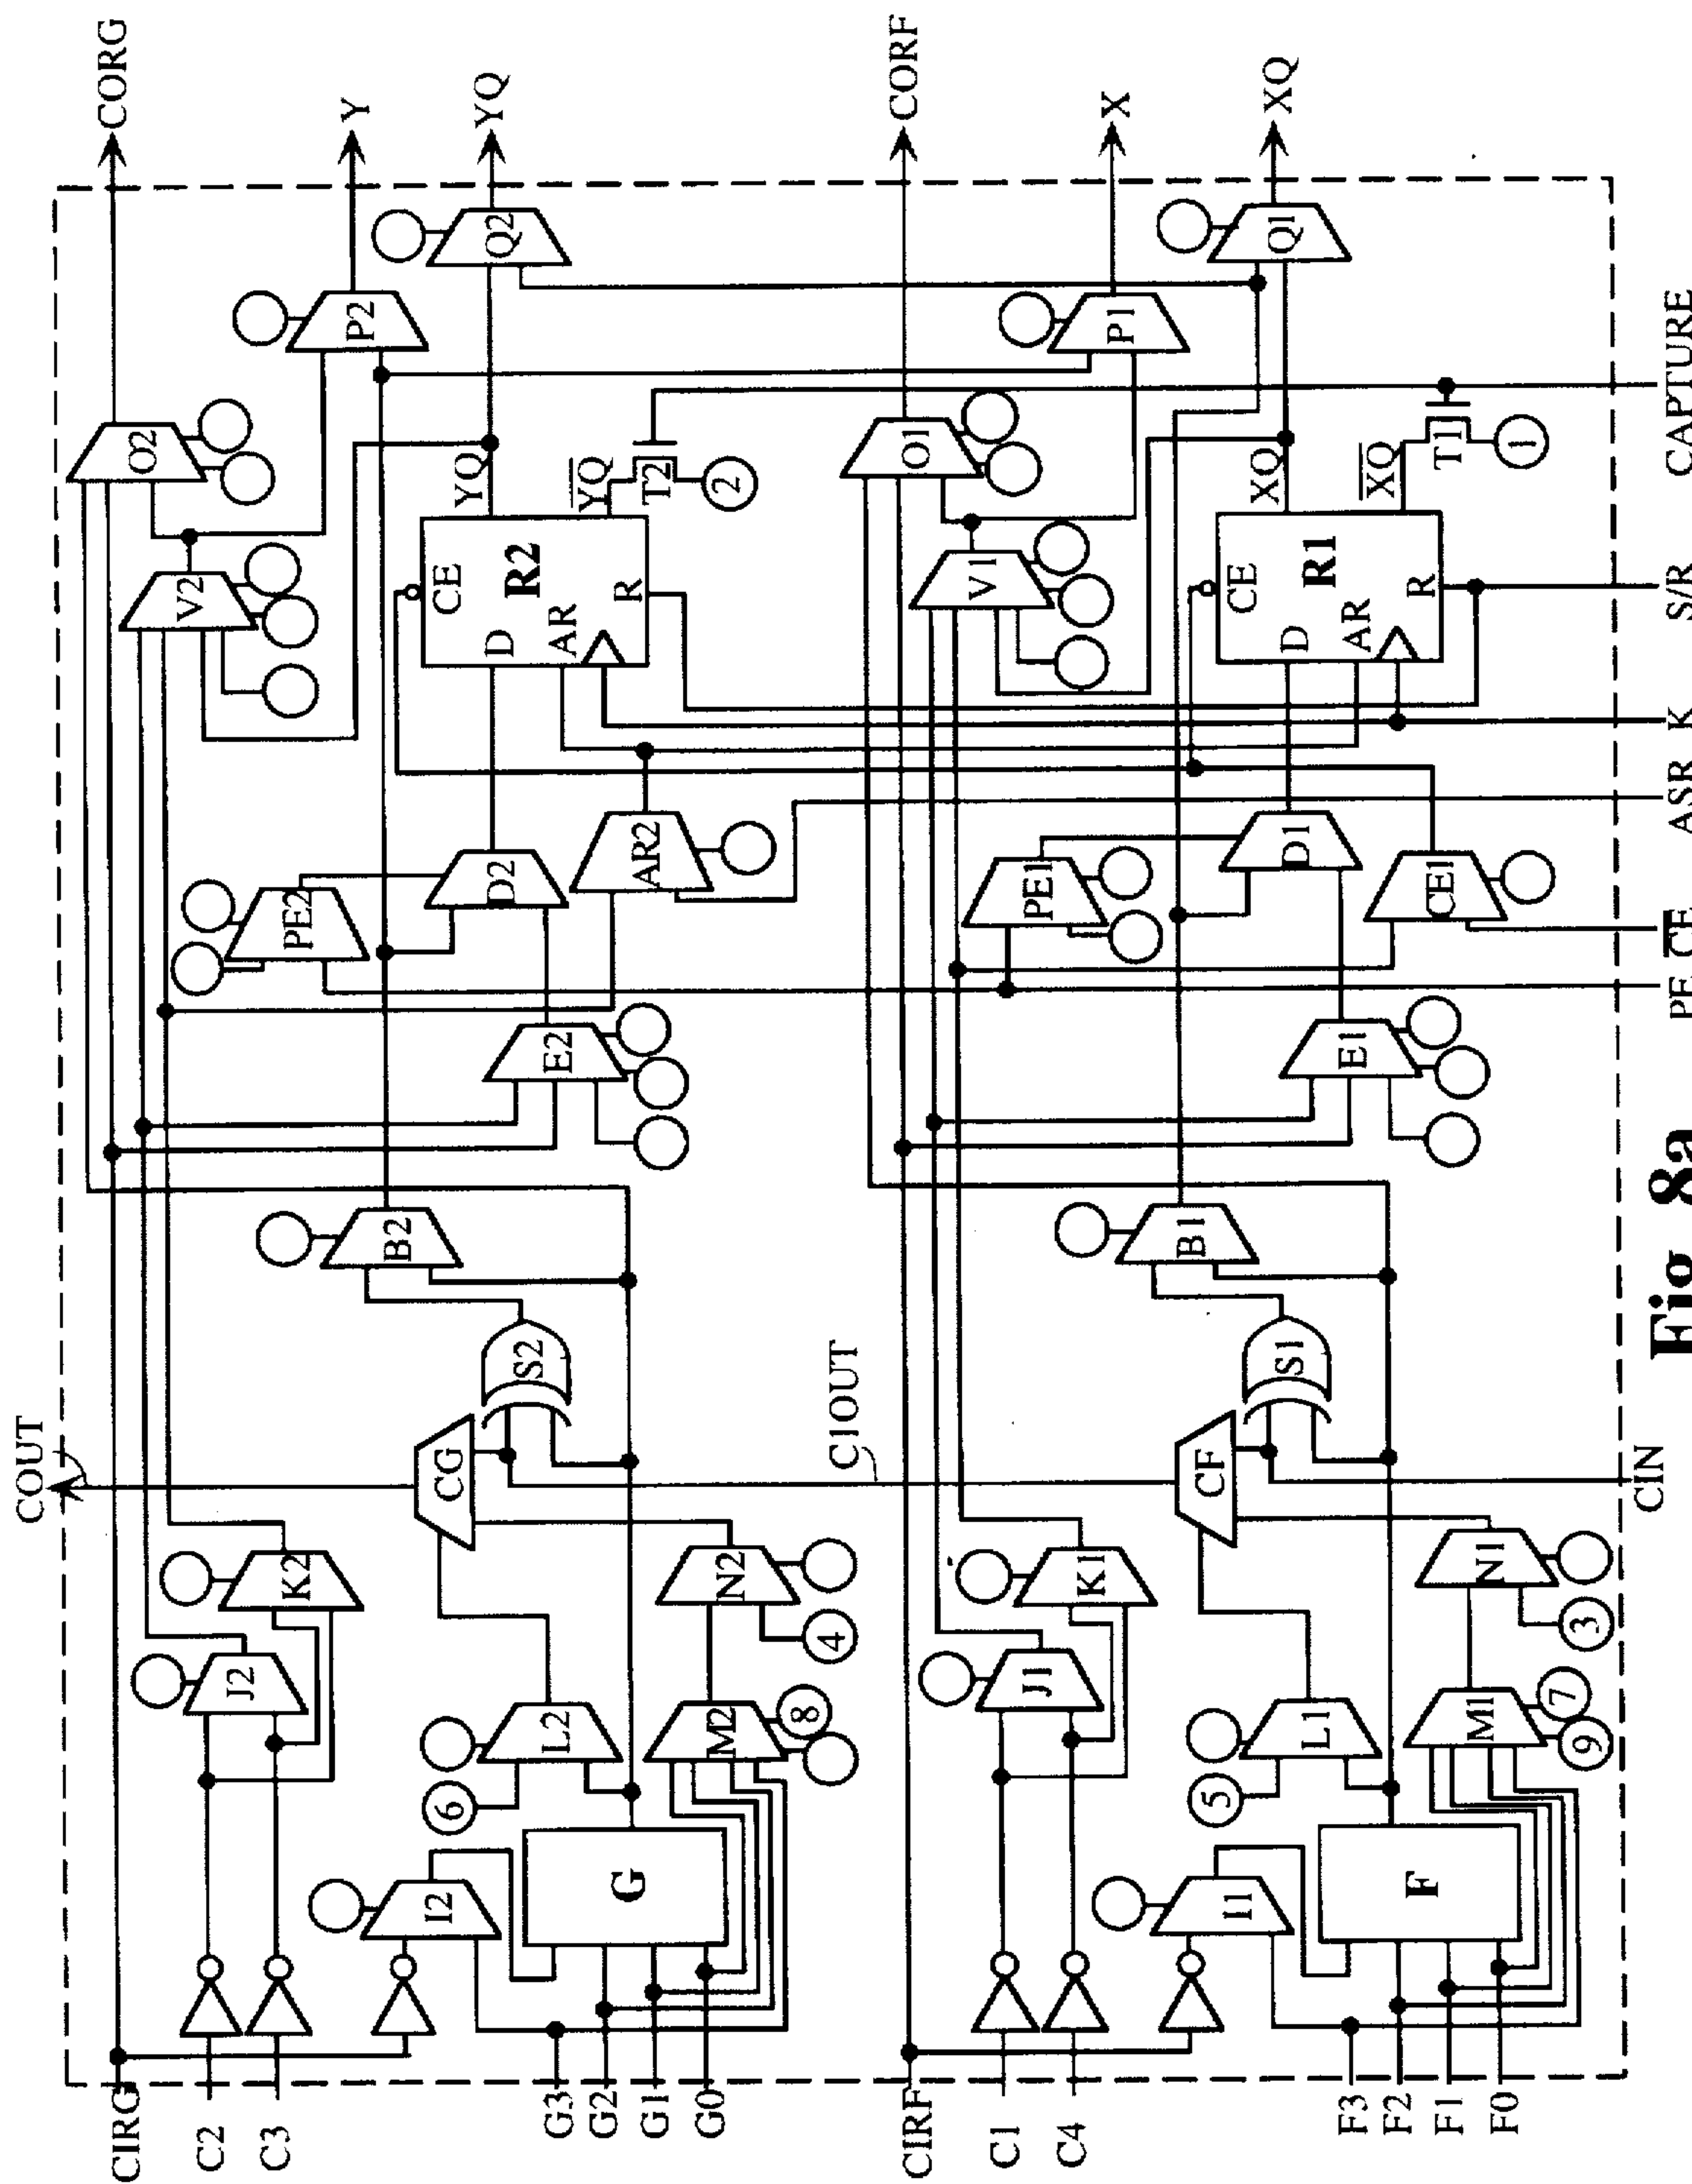 COUT
CIRG
C2
C3
G3
G2
G1
G0
CIRF
C1
C4
F3
F2
F1
F0
J2
K2
I2
G
L2
6
M2
8
N2
4
CG
S2
B2
E2
PE2
D2
AR2
V2
O2
P2
Q2
CE
D
R2
AR
R
YQ
YQ
T2
2
CORG
Y
YQ
C1OUT
J1
K1
I1
F
L1
5
M1
7
9
N1
3
CF
S1
B1
E1
PE1
D1
CE1
V1
O1
P1
Q1
CE
D
R1
AR
R
XQ
XQ
T1
1
CORF
X
XQ
CIN
PE
CE
ASR
K
S/R
CAPTURE
Fig. 8a